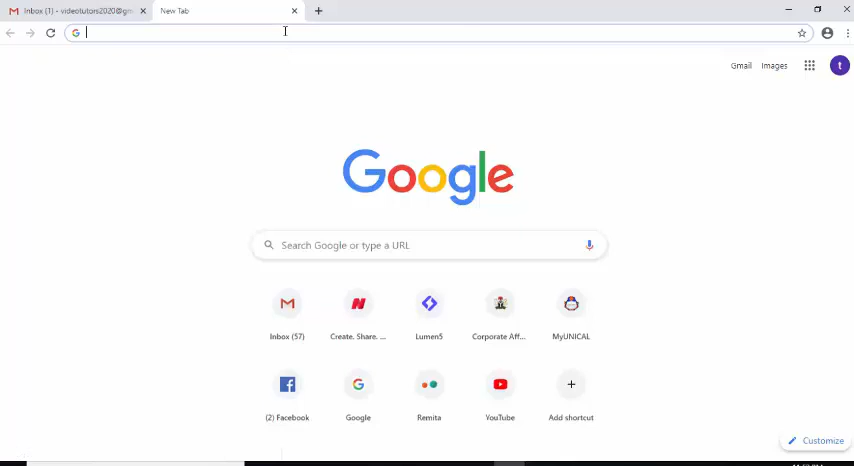 Inbox (1) - videotutors2020@gm
New Tab
Gmail Images
t
Google
Search Google or type a URL
Inbox (57)
Create. Share. ...
Lumen5
Corporate Aff...
MyUNICAL
(2) Facebook
Google
Remita
YouTube
Add shortcut
Customize